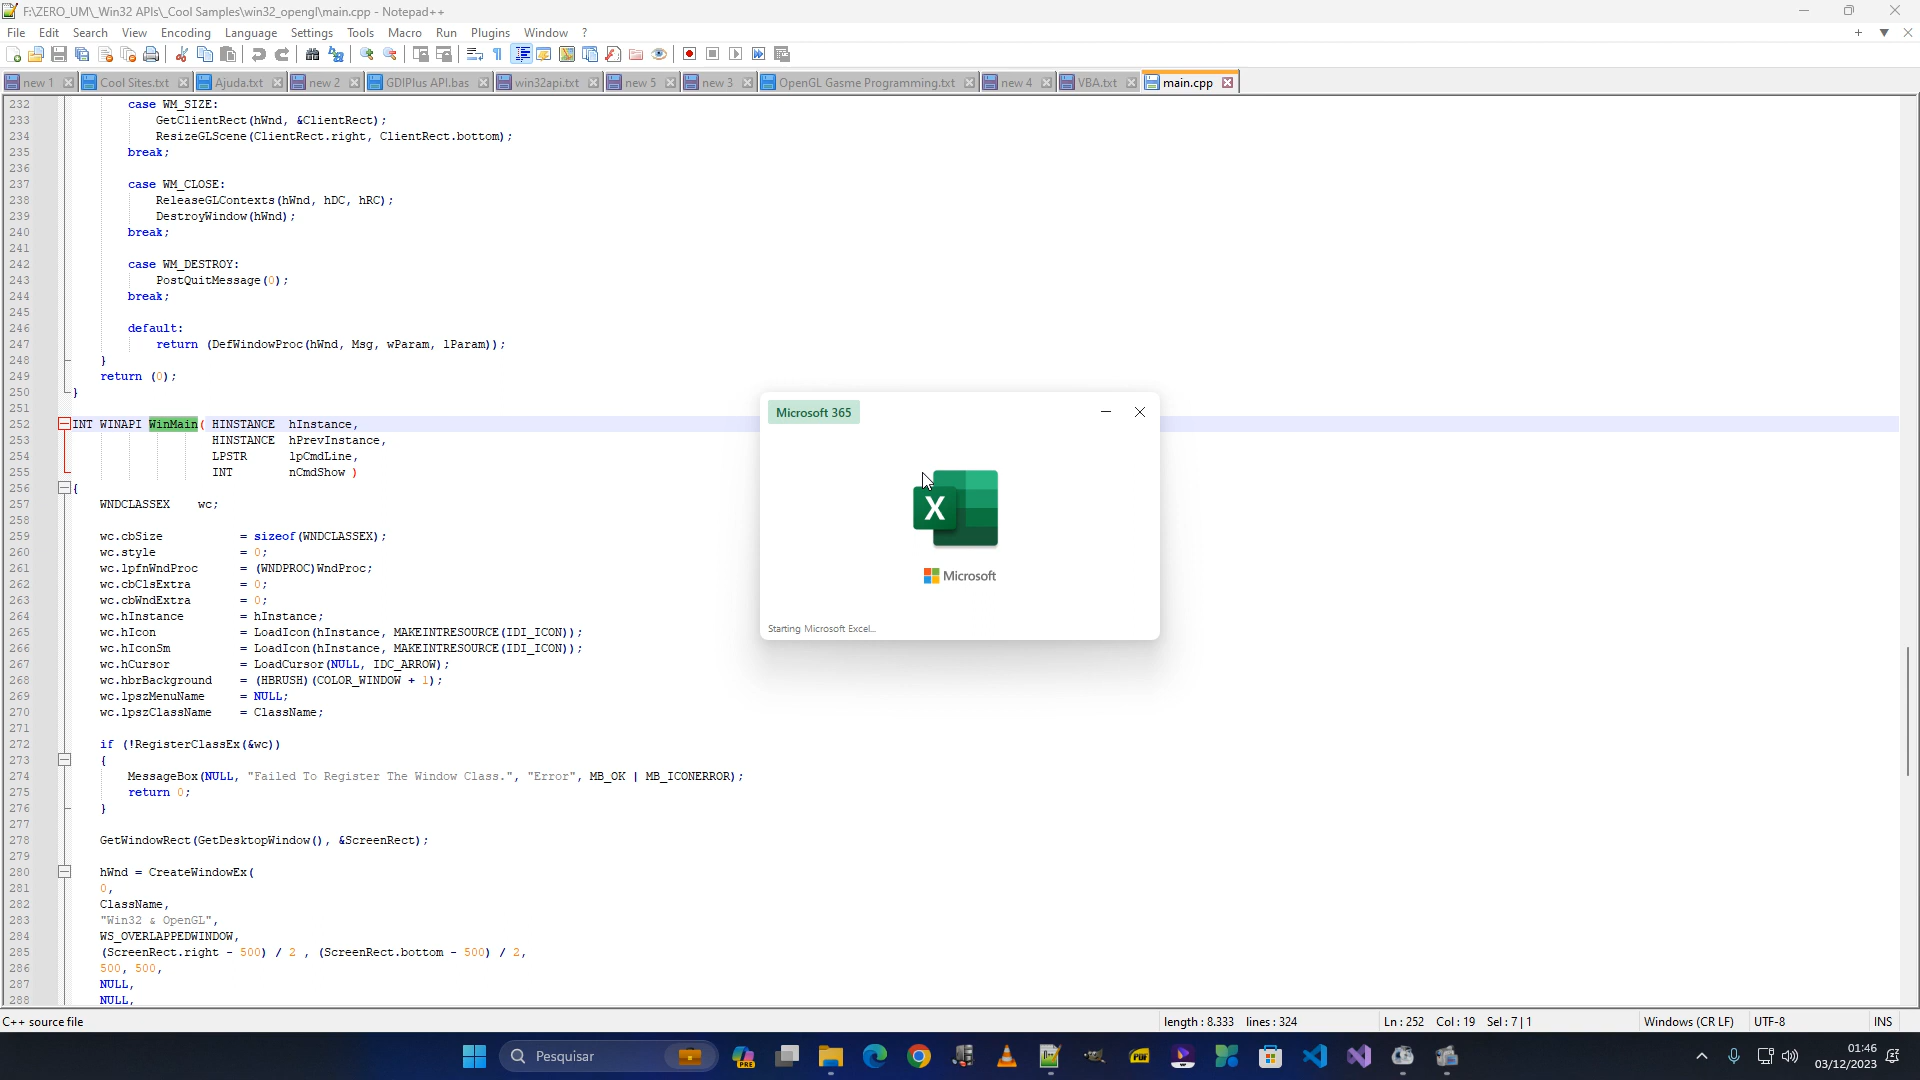 F:\ZERO_UM\_Win32 APIs\_Cool Samples\win32_opengl\main.cpp - Notepad++
File Edit Search View Encoding Language Settings Tools Macro Run Plugins Window ?
new 1 Cool Sites.txt Ajuda.txt new 2 GDIPlus API.bas win32api.txt new 5 new 3 OpenGL Gasme Programming.txt new 4 VBA.txt main.cpp
232 case WM_SIZE:
233 GetClientRect(hWnd, &ClientRect);
234 ResizeGLScene(ClientRect.right, ClientRect.bottom);
235 break;
236
237 case WM_CLOSE:
238 ReleaseGLContexts(hWnd, hDC, hRC);
239 DestroyWindow(hWnd);
240 break;
241
242 case WM_DESTROY:
243 PostQuitMessage(0);
244 break;
245
246 default:
247 return (DefWindowProc(hWnd, Msg, wParam, lParam));
248 }
249 return (0);
250 }
251
252 INT WINAPI WinMain( HINSTANCE hInstance,
253 HINSTANCE hPrevInstance,
254 LPSTR lpCmdLine,
255 INT nCmdShow )
256 {
257 WNDCLASSEX wc;
258
259 wc.cbSize = sizeof(WNDCLASSEX);
260 wc.style = 0;
261 wc.lpfnWndProc = (WNDPROC)WndProc;
262 wc.cbClsExtra = 0;
263 wc.cbWndExtra = 0;
264 wc.hInstance = hInstance;
265 wc.hIcon = LoadIcon(hInstance, MAKEINTRESOURCE(IDI_ICON));
266 wc.hIconSm = LoadIcon(hInstance, MAKEINTRESOURCE(IDI_ICON));
267 wc.hCursor = LoadCursor(NULL, IDC_ARROW);
268 wc.hbrBackground = (HBRUSH)(COLOR_WINDOW + 1);
269 wc.lpszMenuName = NULL;
270 wc.lpszClassName = ClassName;
271
272 if (!RegisterClassEx(&wc))
273 {
274 MessageBox(NULL, "Failed To Register The Window Class.", "Error", MB_OK | MB_ICONERROR);
275 return 0;
276 }
277
278 GetWindowRect(GetDesktopWindow(), &ScreenRect);
279
280 hWnd = CreateWindowEx(
281 0,
282 ClassName,
283 "Win32 & OpenGL",
284 WS_OVERLAPPEDWINDOW,
285 (ScreenRect.right - 500) / 2 , (ScreenRect.bottom - 500) / 2,
286 500, 500,
287 NULL,
288 NULL,
Microsoft 365
X
Microsoft
Starting Microsoft Excel...
C++ source file length : 8.333 lines : 324 Ln : 252 Col : 19 Sel : 7 | 1 Windows (CR LF) UTF-8 INS
Pesquisar
PRE
PDF
01:46
03/12/2023